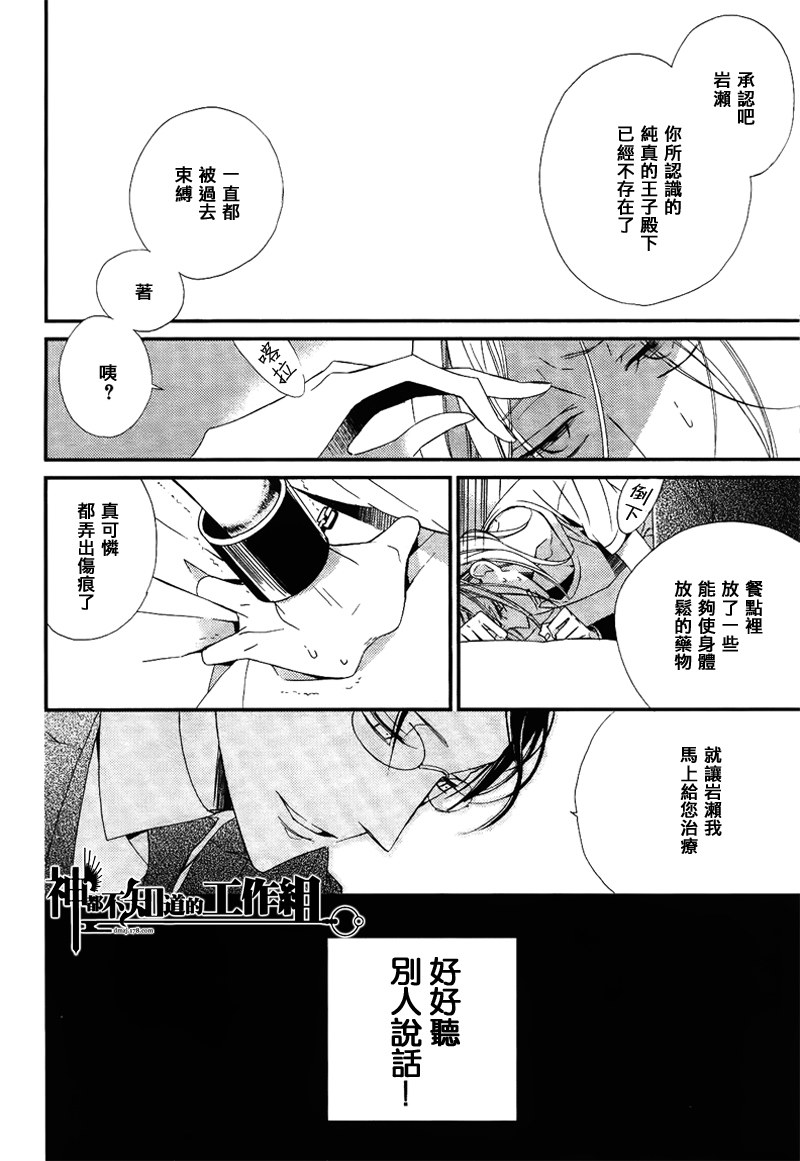 承認吧
岩瀨
你所認識的
純真的王子殿下
已經不存在了
一直都
被過去
束縛
著
咦？
喀拉
倒下
餐點裡
放了一些
能夠使身體
放鬆的藥物
真可憐
都弄出傷痕了
就讓岩瀨我
馬上給您治療
神都不知道的工作組
dmzj.178.com
好好聽
別人說話！